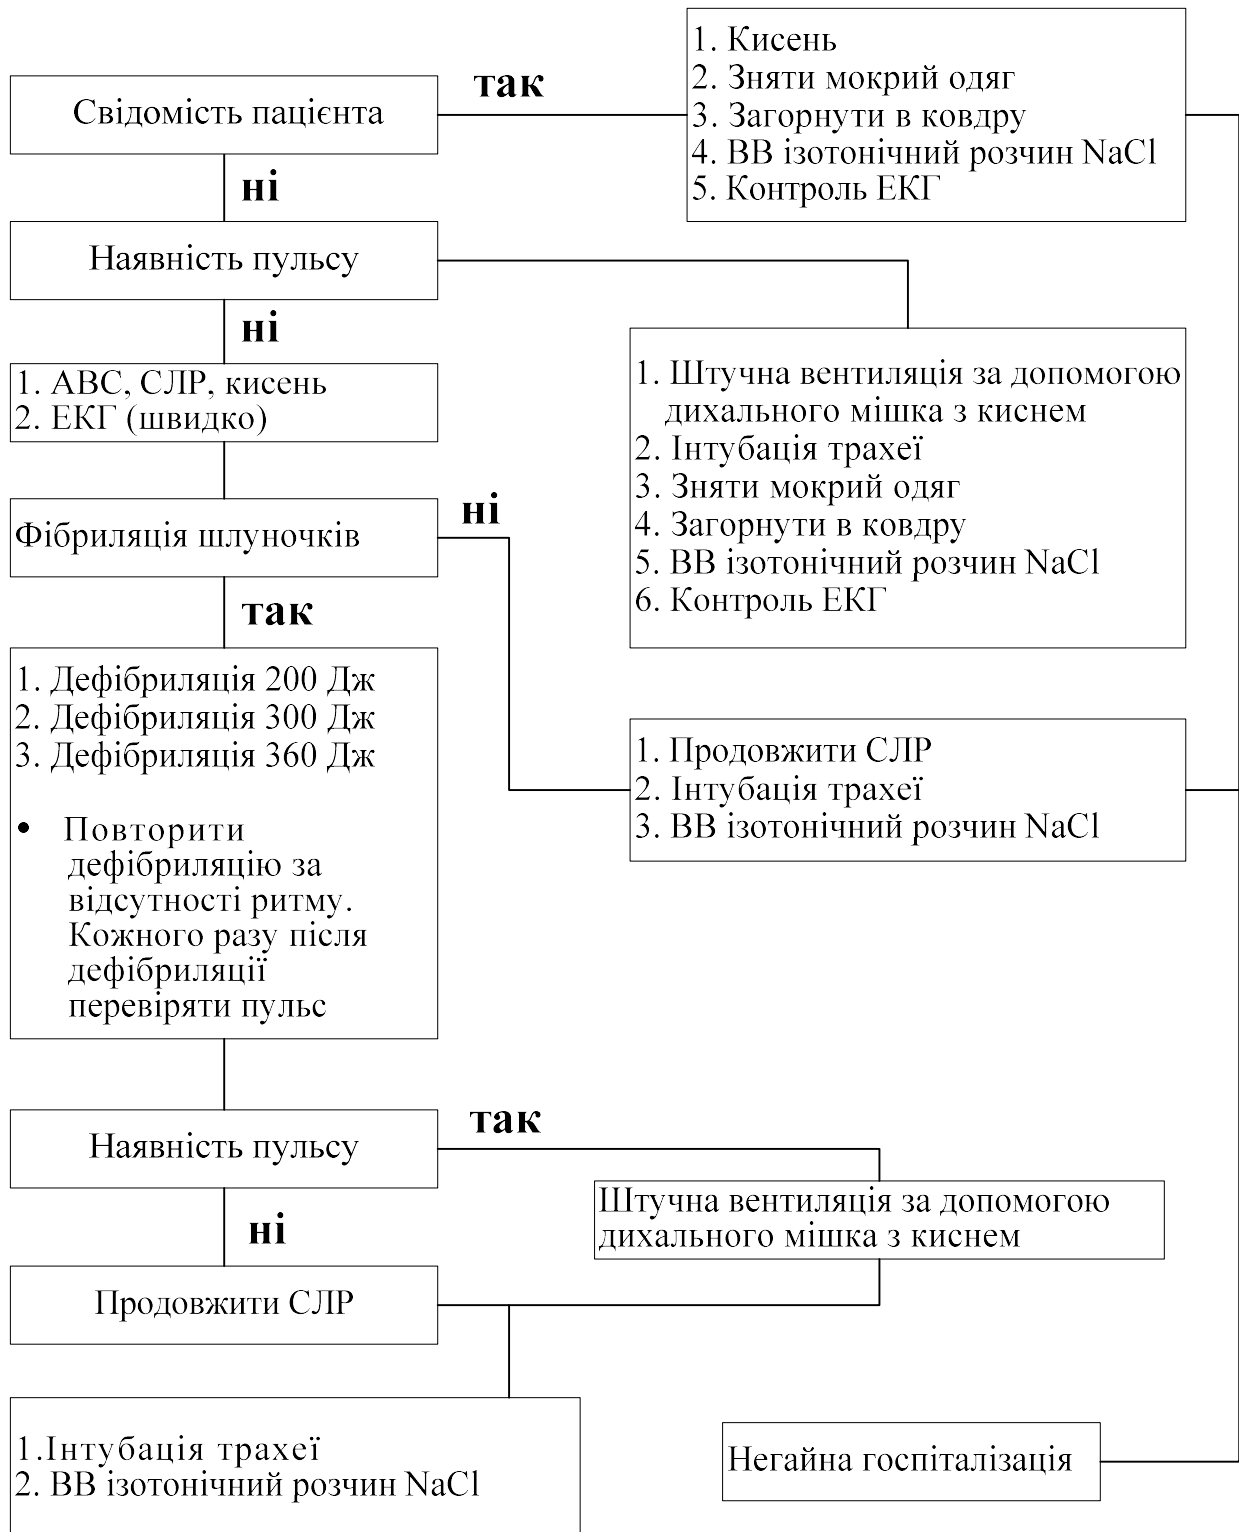 1. Кисень
2. Зняти мокрий одяг
3. Загорнути в ковдру
4. ВВ ізотонічний розчин NaCl
5. Контроль ЕКГ
так
Свідомість пацієнта
ні
Наявність пульсу
ні
1. АВС, СЛР, кисень
2. ЕКГ (швидко)
1. Штучна вентиляція за допомогою
дихального мішка з киснем
2. Інтубація трахеї
3. Зняти мокрий одяг
4. Загорнути в ковдру
5. ВВ ізотонічний розчин NaCl
6. Контроль ЕКГ
ні
Фібриляція шлуночків
так
1. Дефібриляція 200 Дж
2. Дефібриляція 300 Дж
3. Дефібриляція 360 Дж
• Повторити
дефібриляцію за
відсутності ритму.
Кожного разу після
дефібриляції
перевіряти пульс
1. Продовжити СЛР
2. Інтубація трахеї
3. ВВ ізотонічний розчин NaCl
так
Наявність пульсу
ні
Штучна вентиляція за допомогою
дихального мішка з киснем
Продовжити СЛР
1.Інтубація трахеї
2. ВВ ізотонічний розчин NaCl
Негайна госпіталізація